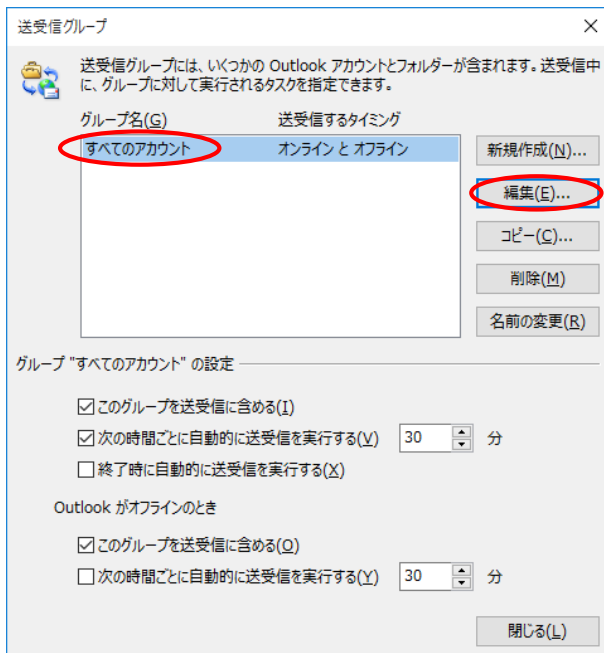 送受信グループ
送受信グループには、いくつかの Outlook アカウントとフォルダーが含まれます。送受信中
に、グループに対して実行されるタスクを指定できます。
グループ名(G) 送受信するタイミング
すべてのアカウント オンライン と オフライン
新規作成(N)...
編集(E)...
コピー(C)...
削除(M)
名前の変更(R)
グループ "すべてのアカウント" の設定
このグループを送受信に含める(I)
次の時間ごとに自動的に送受信を実行する(V) 30 分
終了時に自動的に送受信を実行する(X)
Outlook がオフラインのとき
このグループを送受信に含める(O)
次の時間ごとに自動的に送受信を実行する(Y) 30 分
閉じる(L)